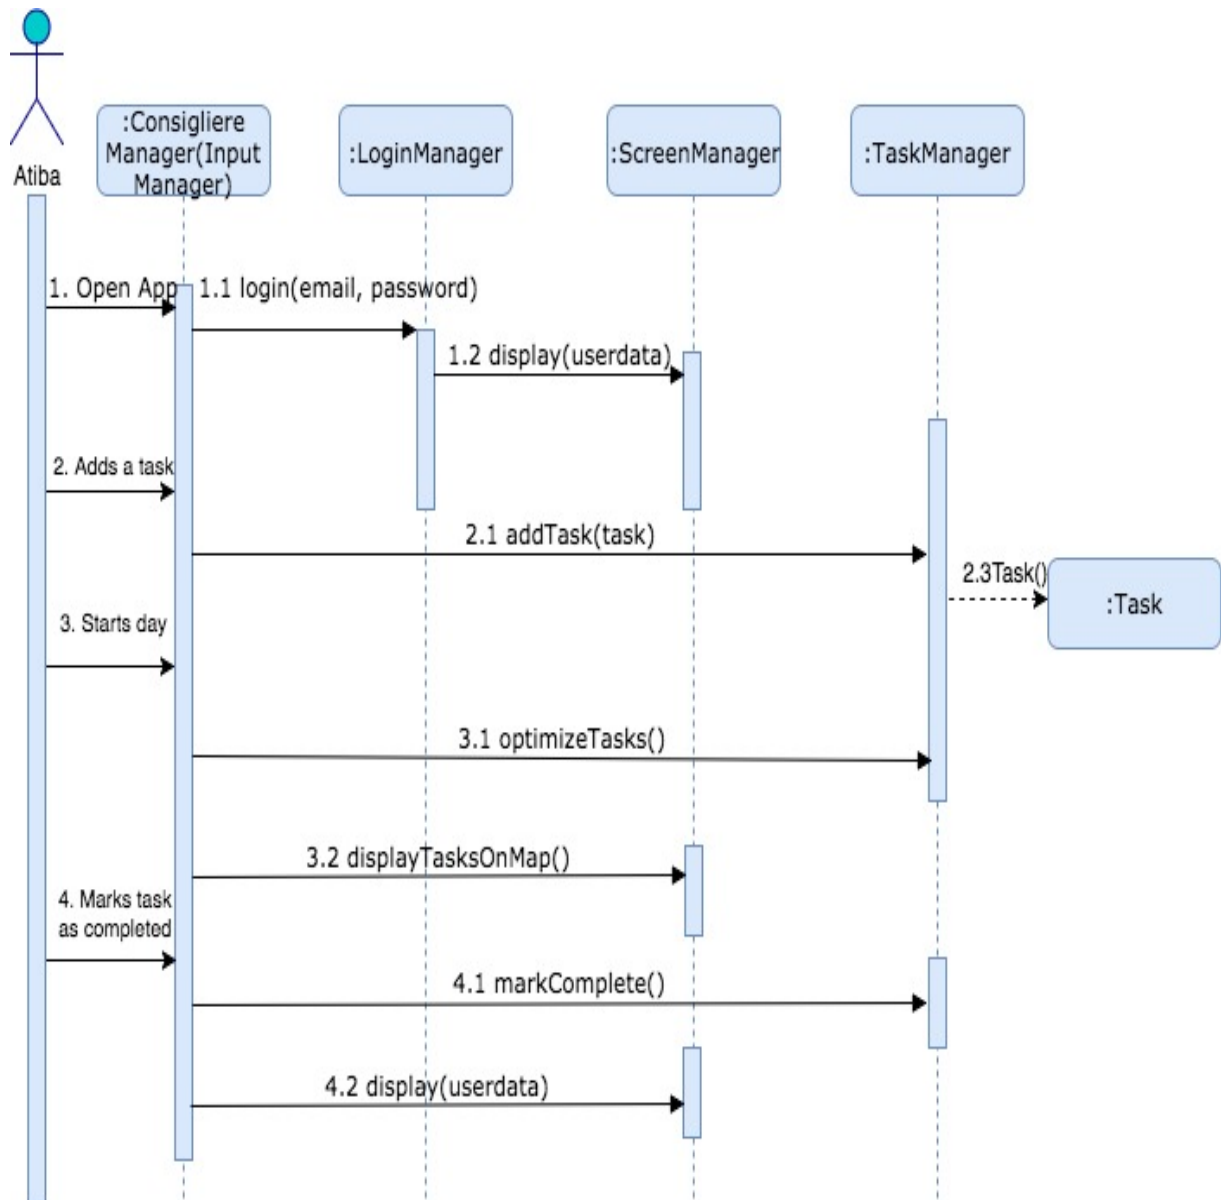 :Consigliere
Manager(Input
Manager)
:LoginManager
:ScreenManager
:TaskManager
Atiba
1. Open App
1.1 login(email, password)
1.2 display(userdata)
2. Adds a task
2.1 addTask(task)
2.3Task()
:Task
3. Starts day
3.1 optimizeTasks()
3.2 displayTasksOnMap()
4. Marks task
as completed
4.1 markComplete()
4.2 display(userdata)